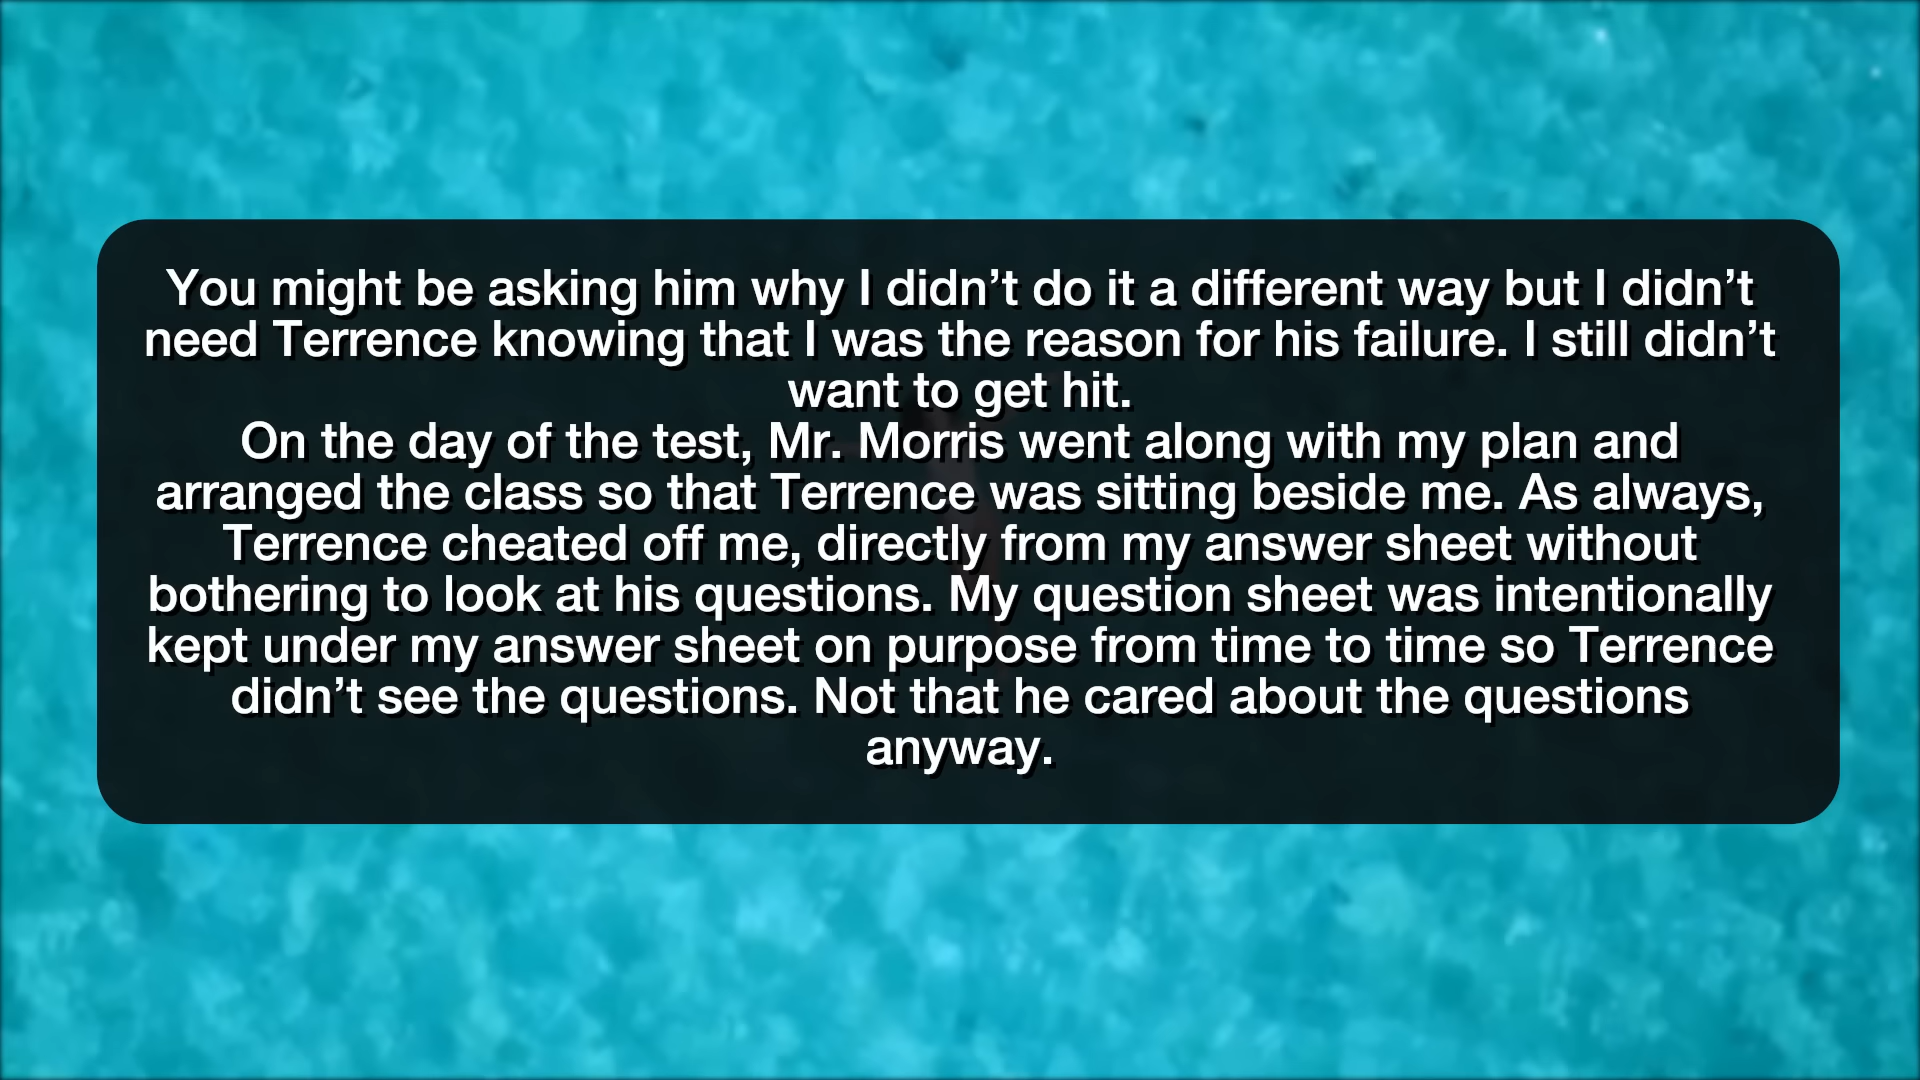 You might be asking him why I didn’t do it a different way but I didn’t
need Terrence knowing that I was the reason for his failure. I still didn’t
want to get hit.
On the day of the test, Mr. Morris went along with my plan and
arranged the class so that Terrence was sitting beside me. As always,
Terrence cheated off me, directly from my answer sheet without
bothering to look at his questions. My question sheet was intentionally
kept under my answer sheet on purpose from time to time so Terrence
didn’t see the questions. Not that he cared about the questions
anyway.